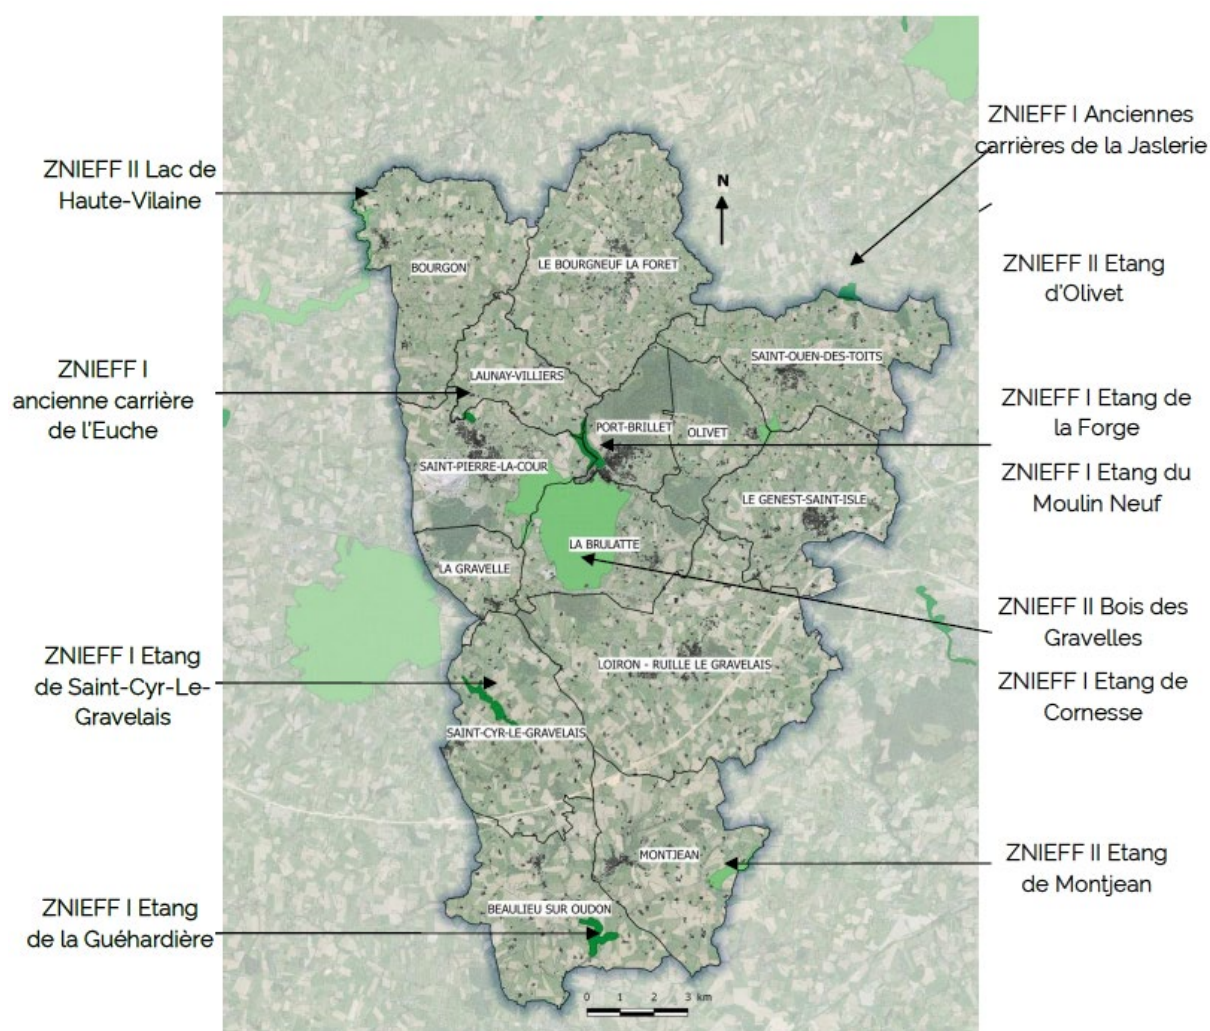 ZNIEFF II Lac de
Haute-Vilaine
ZNIEFF I
ancienne carrière
de l'Euche
ZNIEFF I Etang
de Saint-Cyr-Le-
Gravelais
ZNIEFF I Etang
de la Guéhardière
N
BOURGON
LE BOURGNEUF LA FORET
SAINT-OUEN-DES-TOITS
LAUNAY-VILLIERS
PORT-BRILLET
OLIVET
SAINT-PIERRE-LA-COUR
LE GENEST-SAINT-ISLE
LA BRULATTE
LA GRAVELLE
LOIRON - RUILLE LE GRAVELAIS
SAINT-CYR-LE-GRAVELAIS
MONTJEAN
BEAULIEU SUR OUDON
0 1 2 3 km
ZNIEFF I Anciennes
carrières de la Jaslerie
ZNIEFF II Etang
d'Olivet
ZNIEFF I Etang de
la Forge
ZNIEFF I Etang du
Moulin Neuf
ZNIEFF II Bois des
Gravelles
ZNIEFF I Etang de
Cornesse
ZNIEFF II Etang
de Montjean